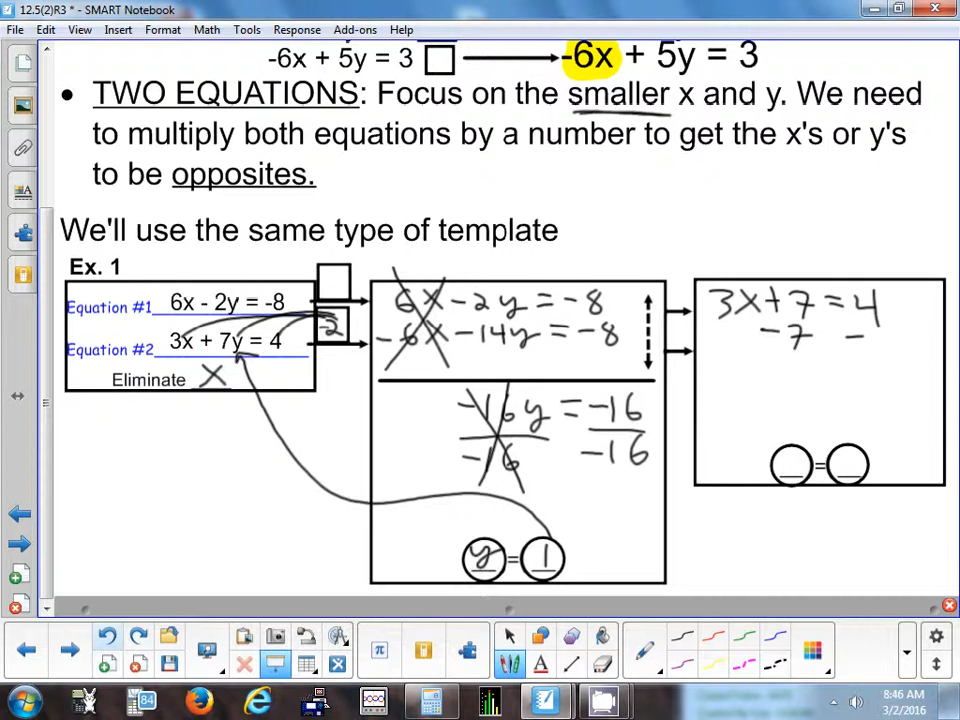 12.5(2)R3 * - SMART Notebook
File Edit View Insert Format Math Tools Response Add-ons Help
-6x + 5y = 3 -6x + 5y = 3
• TWO EQUATIONS: Focus on the smaller x and y. We need
to multiply both equations by a number to get the x's or y's
to be opposites.
We'll use the same type of template
Ex. 1
Equation #1 6x - 2y = -8
Equation #2 3x + 7y = 4 -2
Eliminate X
6x - 2y = -8
-6x - 14y = -8
-16y = -16
-16 -16
y = 1
3x + 7 = 4
-7 -
=
84
8:46 AM
3/2/2016